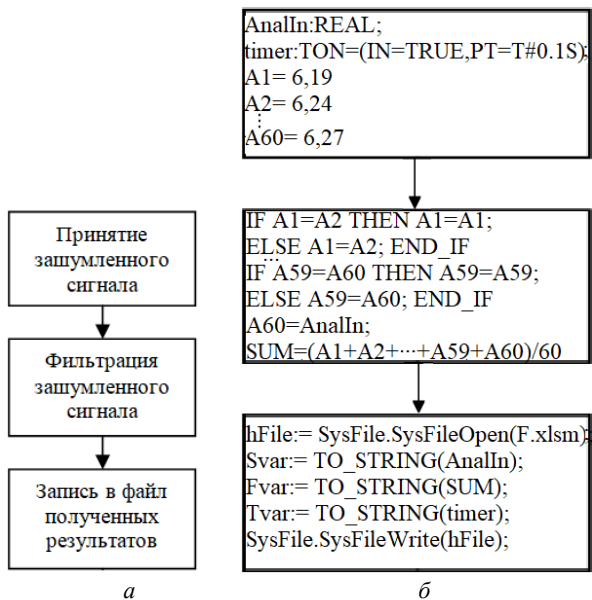 AnalIn:REAL;
timer:TON=(IN=TRUE,PT=T#0.1S);
A1= 6,19
A2= 6,24
⋮
A60= 6,27
Принятие
зашумленного
сигнала
Фильтрация
зашумленного
сигнала
Запись в файл
полученных
результатов
а
IF A1=A2 THEN A1=A1;
ELSE A1=A2; END_IF
...
IF A59=A60 THEN A59=A59;
ELSE A59=A60; END_IF
A60=AnalIn;
SUM=(A1+A2+···+A59+A60)/60
hFile:= SysFile.SysFileOpen(F.xlsm);
Svar:= TO_STRING(AnalIn);
Fvar:= TO_STRING(SUM);
Tvar:= TO_STRING(timer);
SysFile.SysFileWrite(hFile);
б